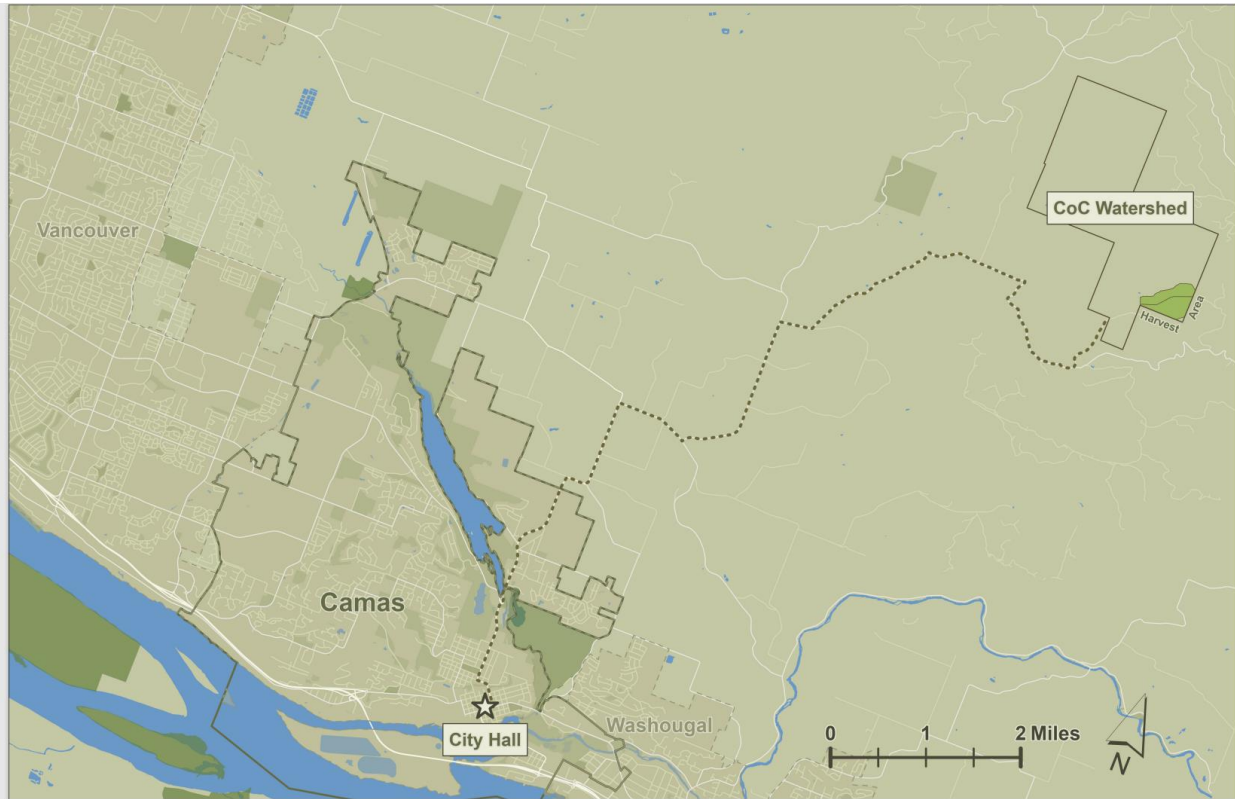 Vancouver
CoC Watershed
Harvest Area
Camas
Washougal
City Hall
0 1 2 Miles
N